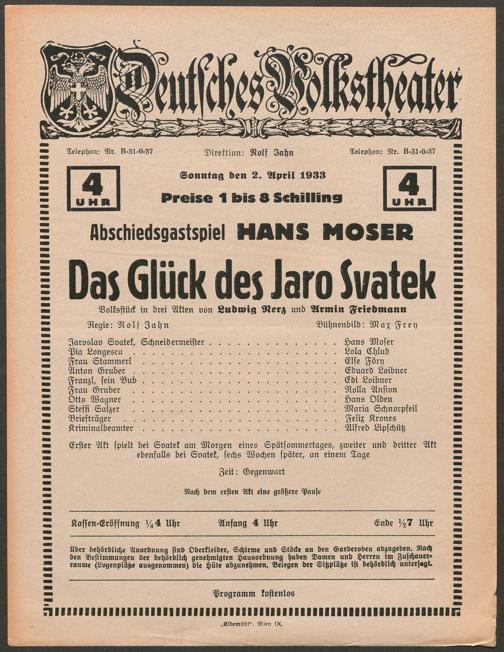 Deutsches Volkstheater
Telephon: Nr. B-31-0-37 Direktion: Rolf Jahn Telephon: Nr. B-31-0-37
Sonntag den 2. April 1933
4 UHR Preise 1 bis 8 Schilling 4 UHR
Abschiedsgastspiel HANS MOSER
Das Glück des Jaro Svatek
Volksstück in drei Akten von Ludwig Nerz und Armin Friedmann
Regie: Rolf Jahn Bühnenbild: Max Frey
Jaroslav Svatek, Schneidermeister . . . Hans Moser
Pia Longescu . . . Lola Chlud
Frau Stammerl . . . Else Föry
Anton Gruber . . . Eduard Loibner
Franzl, sein Bub . . . Edi Loibner
Frau Gruber . . . Rolla Ansion
Otto Wagner . . . Hans Olden
Steffi Salzer . . . Maria Schnorpfeil
Briefträger . . . Felix Krones
Kriminalbeamter . . . Alfred Lipschütz
Erster Akt spielt bei Svatek am Morgen eines Spätsommertages, zweiter und dritter Akt
ebenfalls bei Svatek, sechs Wochen später, an einem Tage
Zeit: Gegenwart
Nach dem ersten Akt eine größere Pause
Kassen-Eröffnung ¼4 Uhr Anfang 4 Uhr Ende ½7 Uhr
Über behördliche Anordnung sind Oberkleider, Schirme und Stöcke an den Garderoben abzugeben. Nach
den Bestimmungen der behördlich genehmigten Hausordnung haben Damen und Herren im Zuschauer-
raume (Logenplätze ausgenommen) die Hüte abzunehmen. Belegen der Sitzplätze ist behördlich untersagt.
Programm kostenlos
„Elbemühl“, Wien IX.